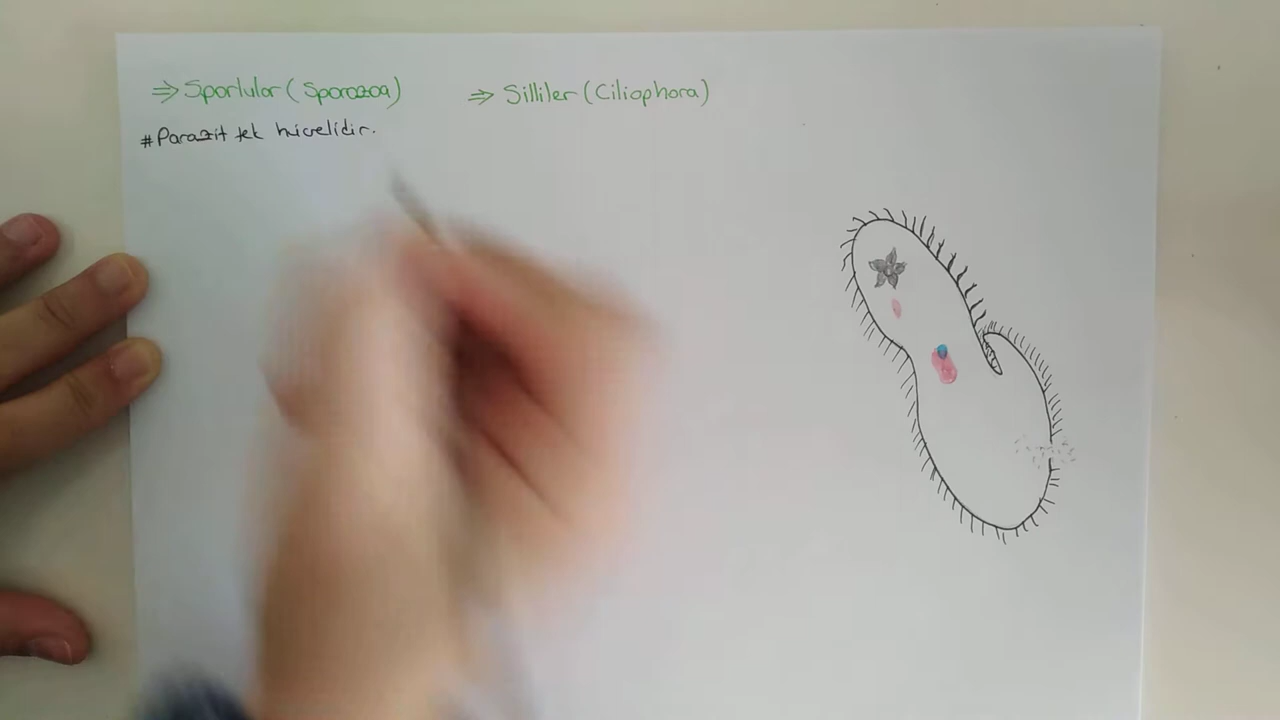 ⇒ Sporlular (Sporozoa)
⇒ Silliler (Ciliophora)
# Parazit tek hücrelidir.